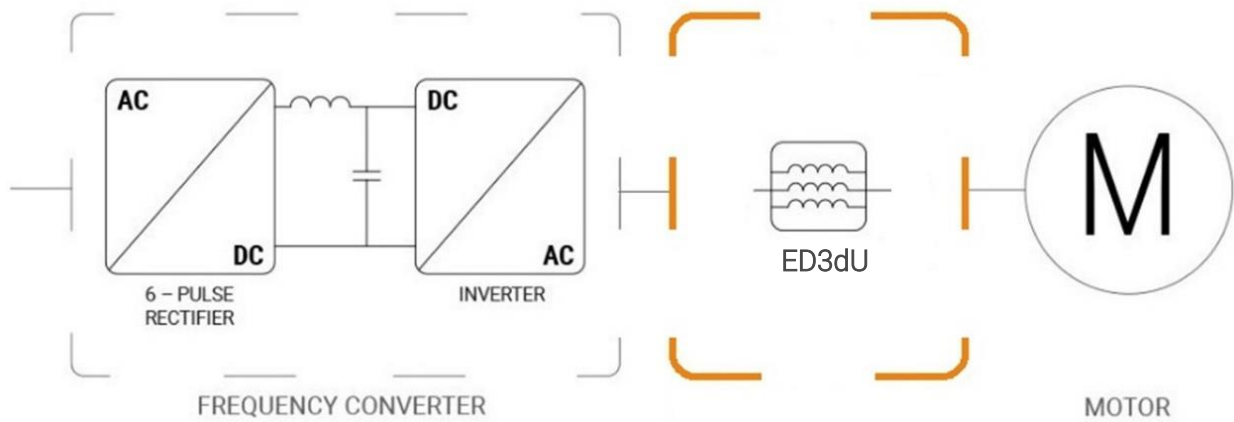 AC
DC
6 – PULSE
RECTIFIER
DC
AC
INVERTER
FREQUENCY CONVERTER
ED3dU
M
MOTOR